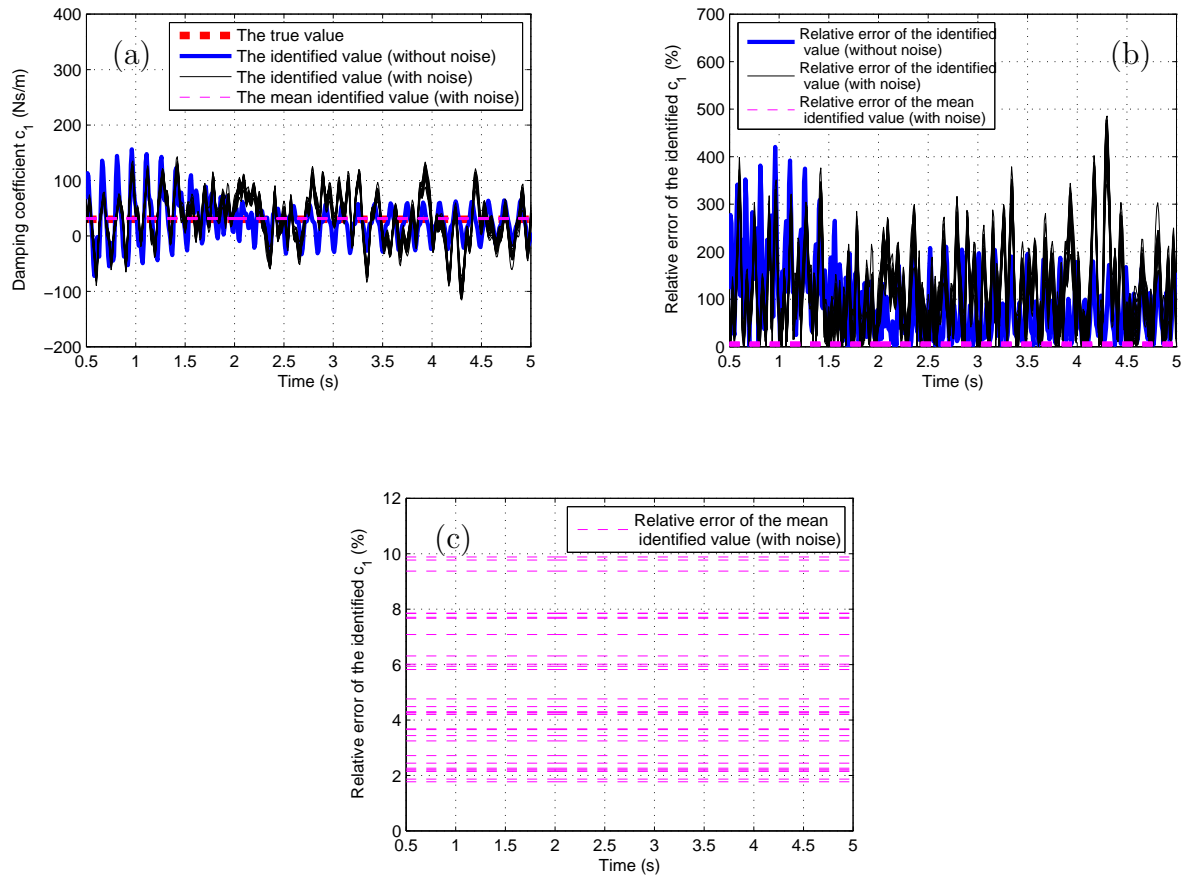 (a)
The true value
The identified value (without noise)
The identified value (with noise)
The mean identified value (with noise)
Damping coefficient c_1 (Ns/m)
400
300
200
100
0
−100
−200
0.5 1 1.5 2 2.5 3 3.5 4 4.5 5
Time (s)
(b)
Relative error of the identified
value (without noise)
Relative error of the identified
value (with noise)
Relative error of the mean
identified value (with noise)
Relative error of the identified c_1 (%)
700
600
500
400
300
200
100
0
0.5 1 1.5 2 2.5 3 3.5 4 4.5 5
Time (s)
(c)
Relative error of the mean
identified value (with noise)
Relative error of the identified c_1 (%)
12
10
8
6
4
2
0
0.5 1 1.5 2 2.5 3 3.5 4 4.5 5
Time (s)